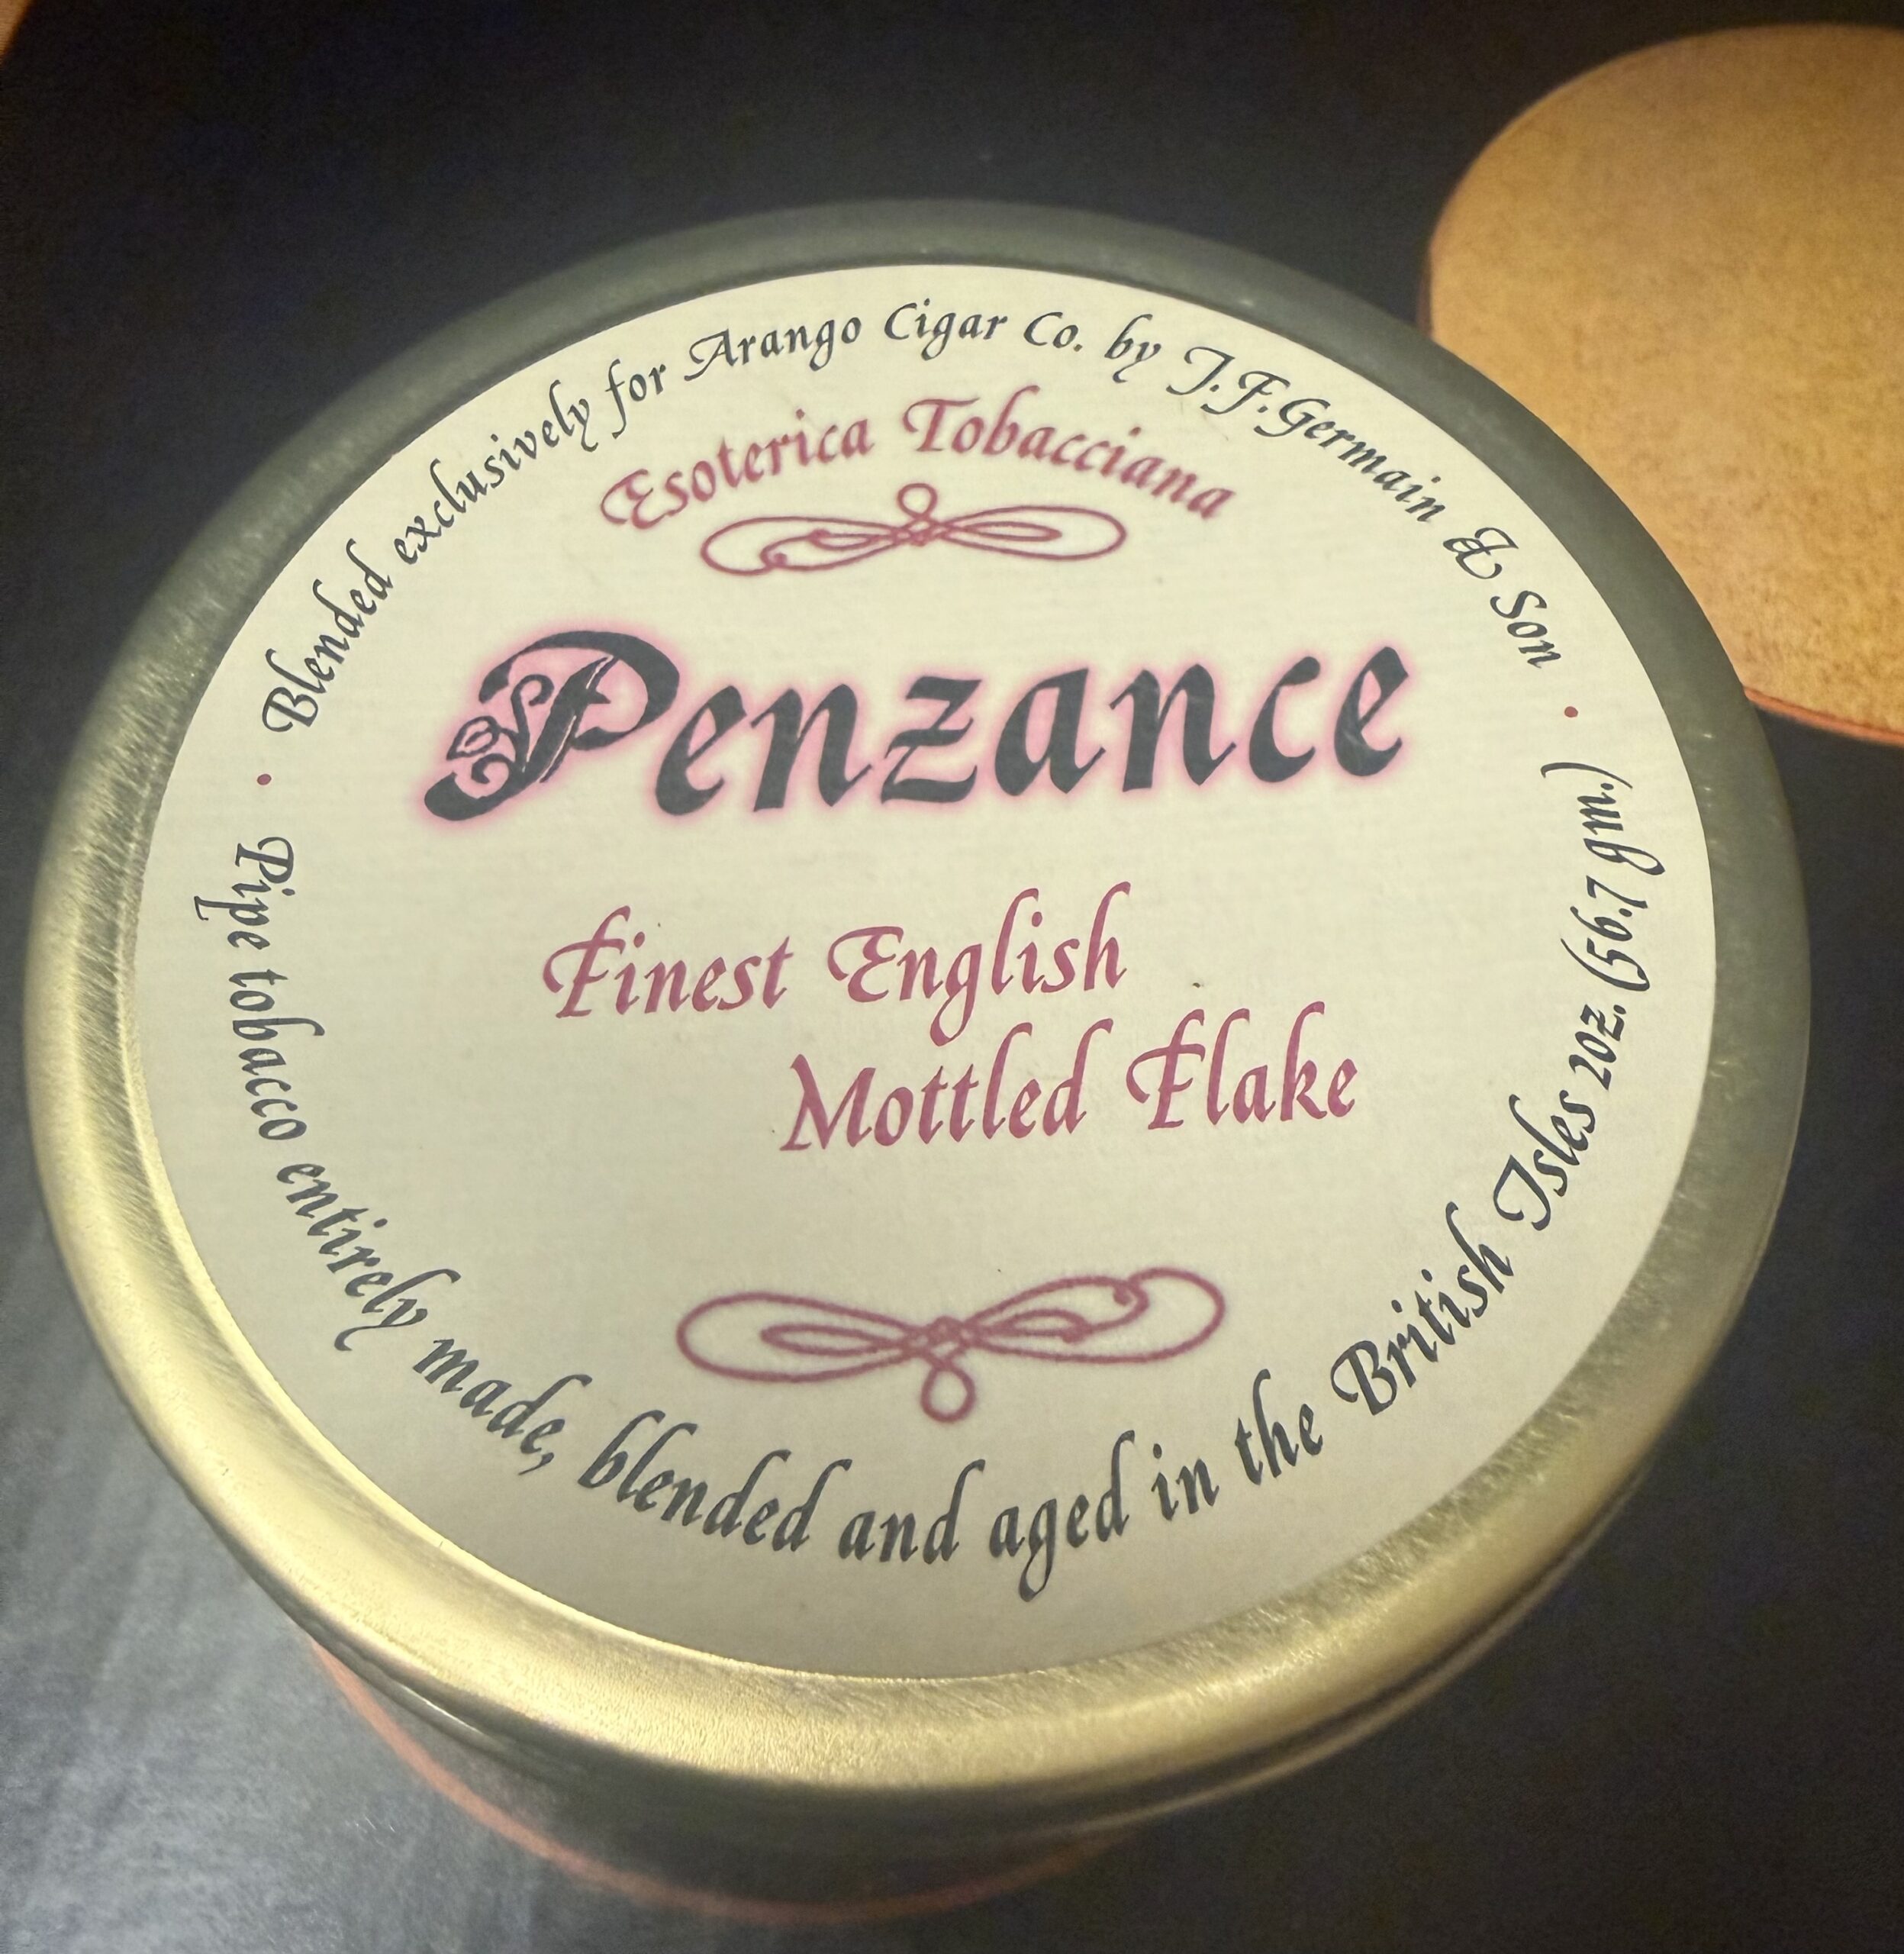 Blended exclusively for Arango Cigar Co. by J.F.Germain & Son
Esoterica Tobacciana
Penzance
Finest English
Mottled Flake
Pipe tobacco entirely made, blended and aged in the British Isles 2oz. (56.7 gm.)